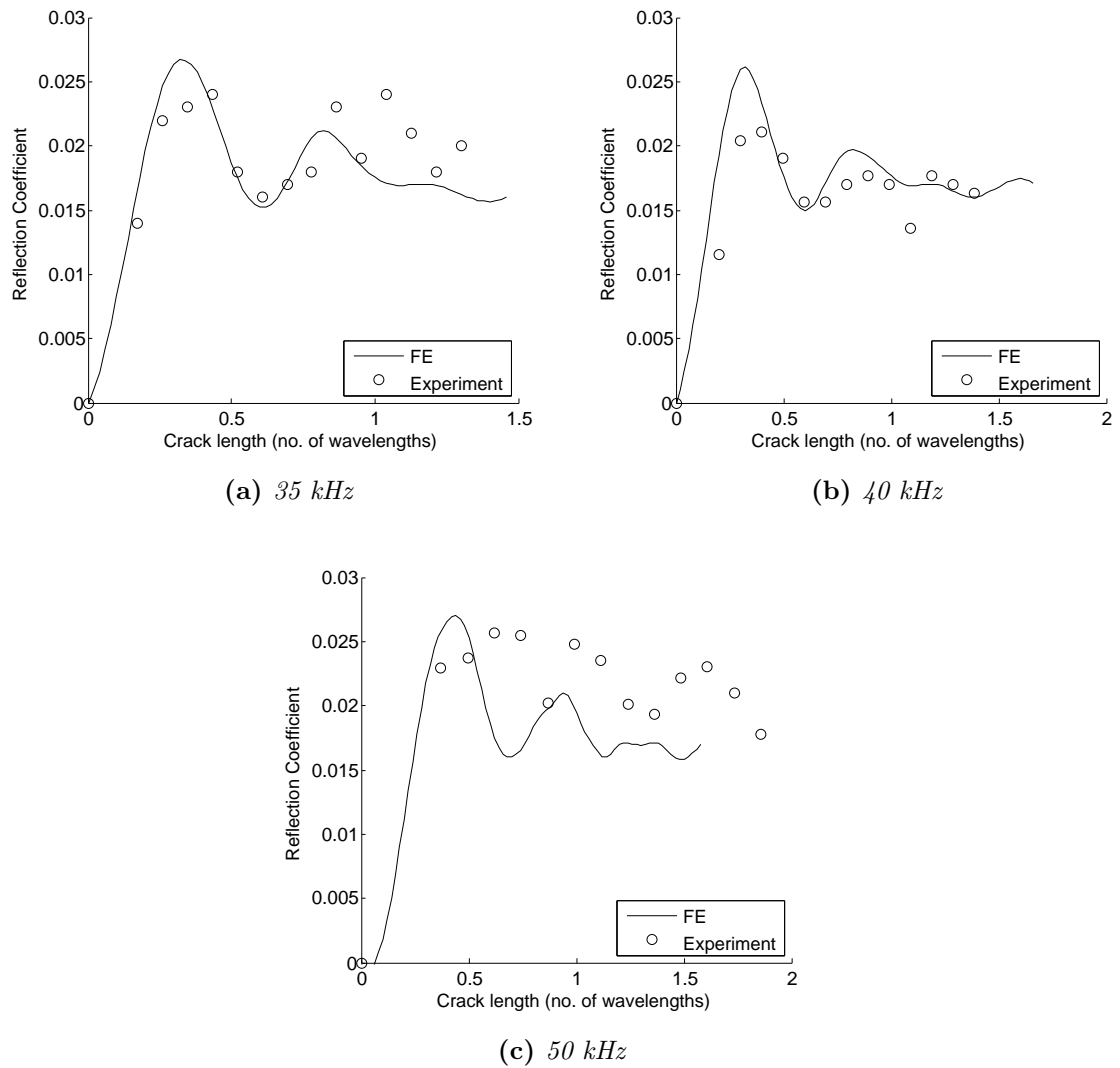 0.03
0.025
0.02
0.015
0.01
0.005
0
0 0.5 1 1.5
Reflection Coefficient
Crack length (no. of wavelengths)
FE
Experiment
(a) 35 kHz
0.03
0.025
0.02
0.015
0.01
0.005
0
0 0.5 1 1.5 2
Reflection Coefficient
Crack length (no. of wavelengths)
FE
Experiment
(b) 40 kHz
0.03
0.025
0.02
0.015
0.01
0.005
0
0 0.5 1 1.5 2
Reflection Coefficient
Crack length (no. of wavelengths)
FE
Experiment
(c) 50 kHz